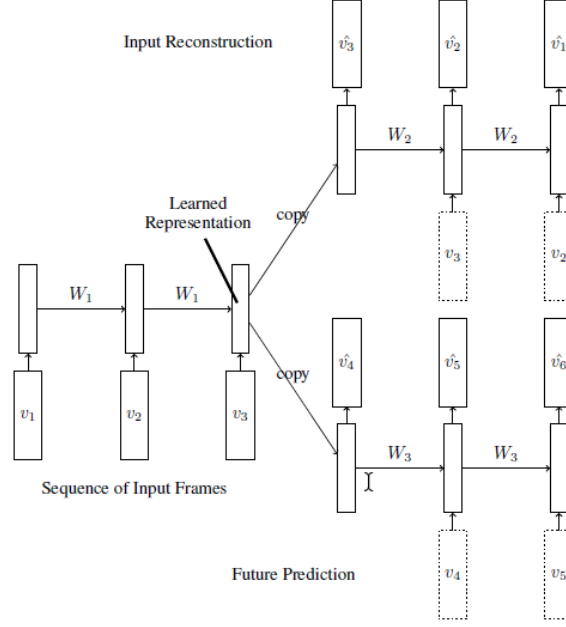 Input Reconstruction
v̂₃
v̂₂
v̂₁
W₂
W₂
Learned
Representation
copy
v₃
v₂
W₁
W₁
v₁
v₂
v₃
copy
v̂₄
v̂₅
v̂₆
W₃
W₃
Sequence of Input Frames
Future Prediction
v₄
v₅